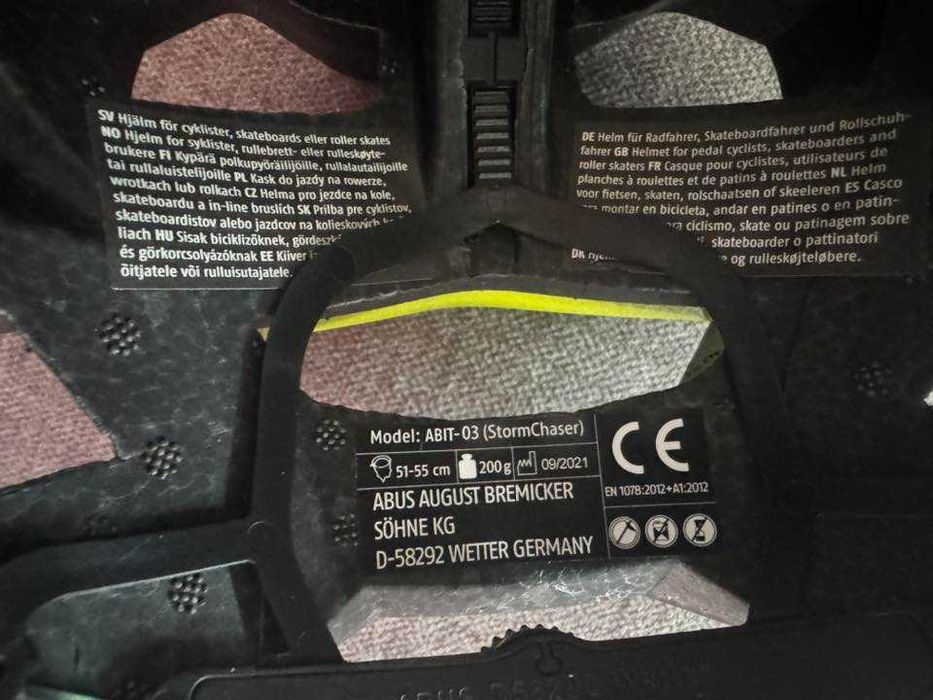 SV Hjälm för cyklister, skateboards eller roller skates
NO Hjelm for syklister, rullebrett- eller rulleskøyte-
brukere FI Kypärä polkupyöräilijöille, rullalautailijoille
tai rullaluistelijoille PL Kask do jazdy na rowerze,
wrotkach lub rolkach CZ Helma pro jezdce na kole,
skateboardu a in-line bruslích SK Prilba pre cyklistov,
skateboardistov alebo jazdcov na kolieskových
liach HU Sisak biciklizőknek,
és görkorcsolyázóknak EE Kiiver
õitjatele või rulluisutajatele.
DE Helm für Radfahrer, Skateboardfahrer und Rollschuh-
fahrer GB Helmet for pedal cyclists, skateboarders and
roller skaters FR Casque pour cyclistes, utilisateurs de
planches à roulettes et de patins à roulettes NL Helm
voor fietsen, skaten, rolschaatsen of skeeleren ES Casco
montar en bicicleta, andar en patines o en patin-
ciclismo, skate ou patinagem sobre
skateboarder o pattinatori
DK og rulleskøjteløbere.
Model: ABIT-03 (StormChaser)
51-55 cm 200 g 09/2021
ABUS AUGUST BREMICKER
SÖHNE KG
D-58292 WETTER GERMANY
CE
EN 1078:2012+A1:2012